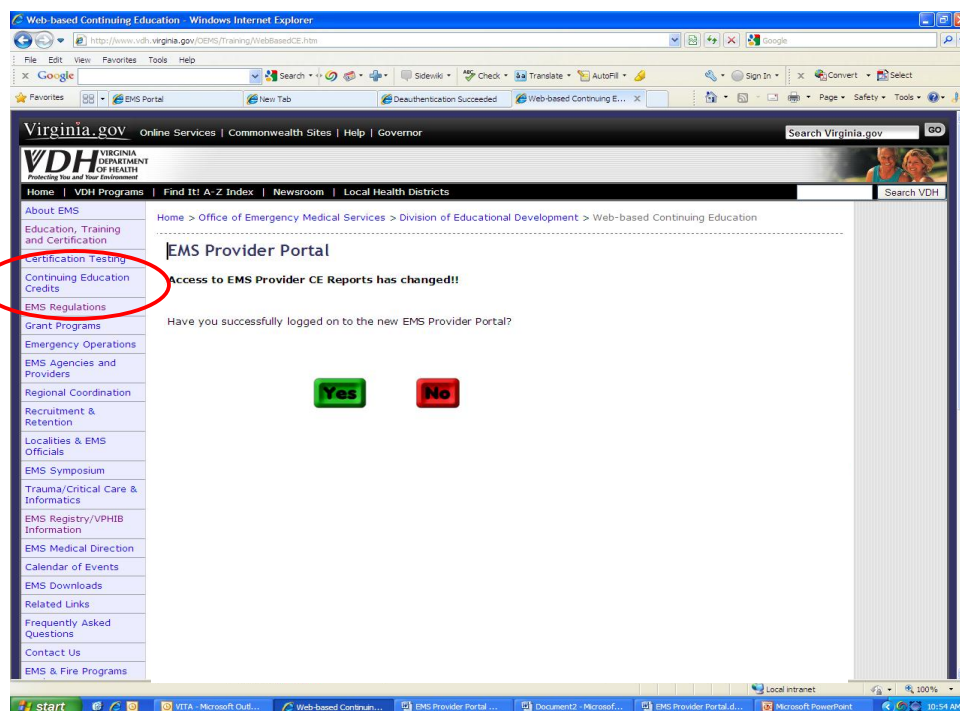 Web-based Continuing Education - Windows Internet Explorer
http://www.vdh.virginia.gov/OEMS/Training/WebBasedCE.htm
Google
File Edit View Favorites Tools Help
x Google Search Sidewiki Check Translate AutoFill Sign In x Convert Select
Favorites EMS Portal New Tab Deauthentication Succeeded Web-based Continuing E... x Page Safety Tools
Virginia.gov Online Services | Commonwealth Sites | Help | Governor Search Virginia.gov GO
VDH VIRGINIA
DEPARTMENT
OF HEALTH
Protecting You and Your Environment
Home | VDH Programs | Find It! A-Z Index | Newsroom | Local Health Districts Search VDH
About EMS
Education, Training
and Certification
Certification Testing
Continuing Education
Credits
EMS Regulations
Grant Programs
Emergency Operations
EMS Agencies and
Providers
Regional Coordination
Recruitment &
Retention
Localities & EMS
Officials
EMS Symposium
Trauma/Critical Care &
Informatics
EMS Registry/VPHIB
Information
EMS Medical Direction
Calendar of Events
EMS Downloads
Related Links
Frequently Asked
Questions
Contact Us
EMS & Fire Programs
Home > Office of Emergency Medical Services > Division of Educational Development > Web-based Continuing Education
EMS Provider Portal
Access to EMS Provider CE Reports has changed!!
Have you successfully logged on to the new EMS Provider Portal?
Yes No
Local intranet 100%
start VITA - Microsoft Outl... Web-based Continuin... EMS Provider Portal ... Document2 - Microsof... EMS Provider Portal.d... Microsoft PowerPoint 10:54 AM